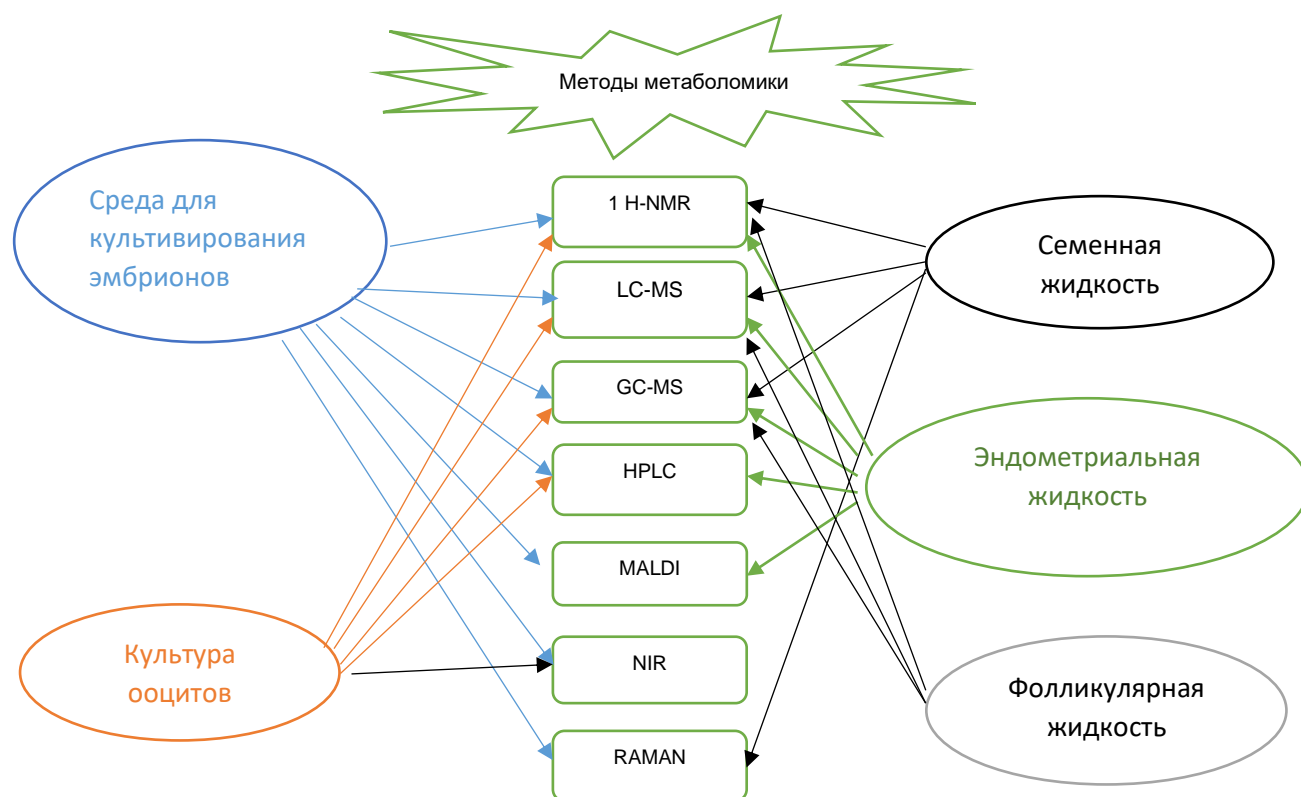 Методы метаболомики
Среда для
культивирования
эмбрионов
Культура
ооцитов
1 H-NMR
LC-MS
GC-MS
HPLC
MALDI
NIR
RAMAN
Семенная
жидкость
Эндометриальная
жидкость
Фолликулярная
жидкость